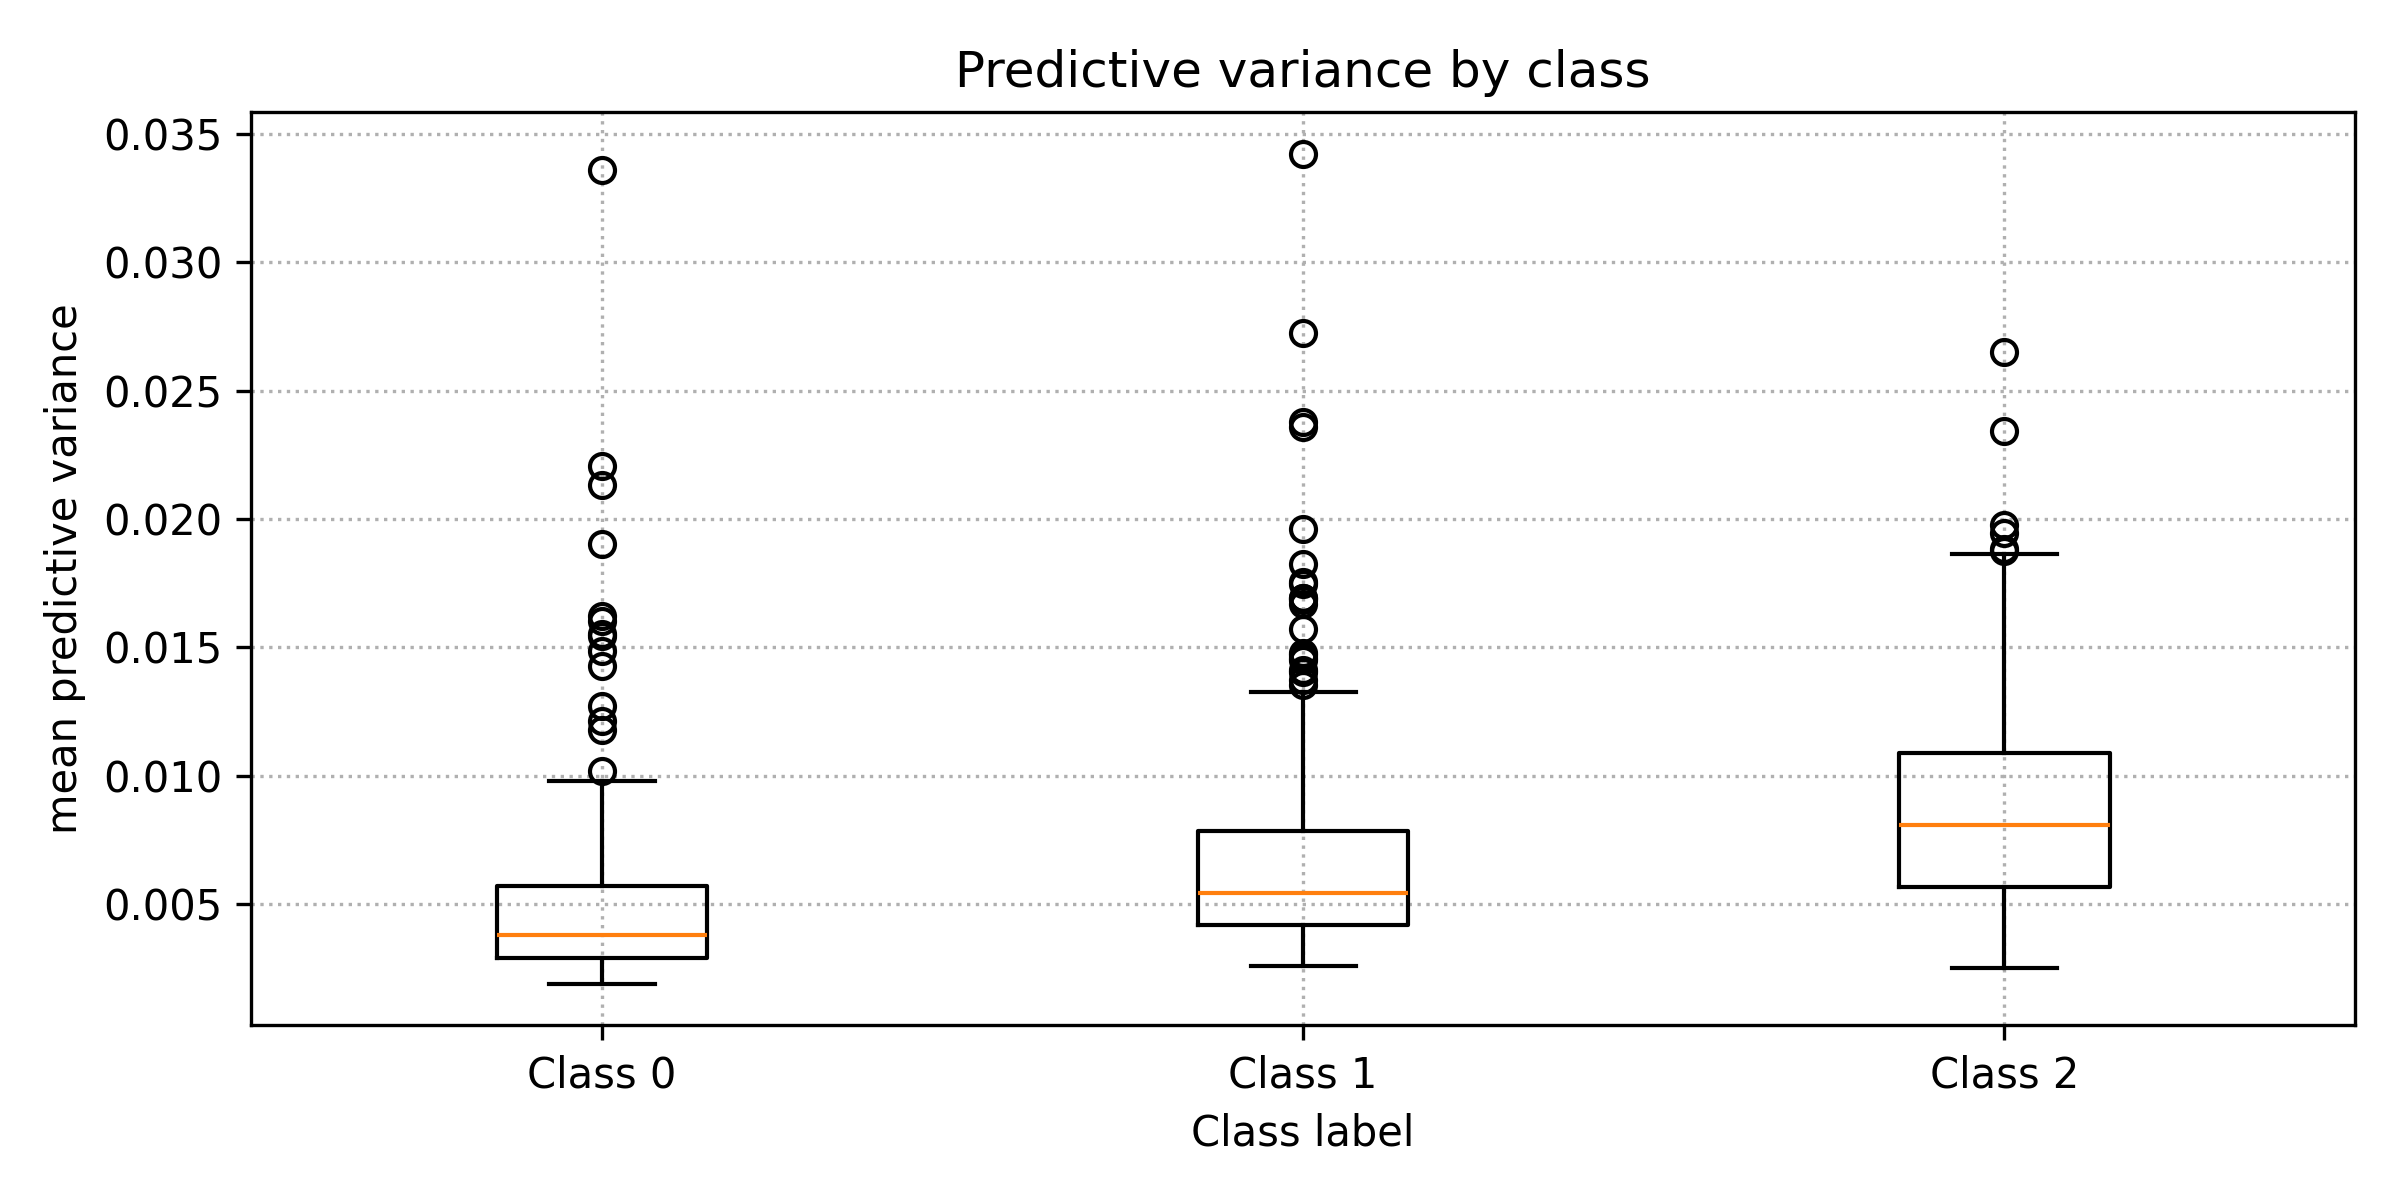 Predictive variance by class
0.035
0.030
0.025
0.020
0.015
0.010
0.005
mean predictive variance
Class 0
Class 1
Class 2
Class label